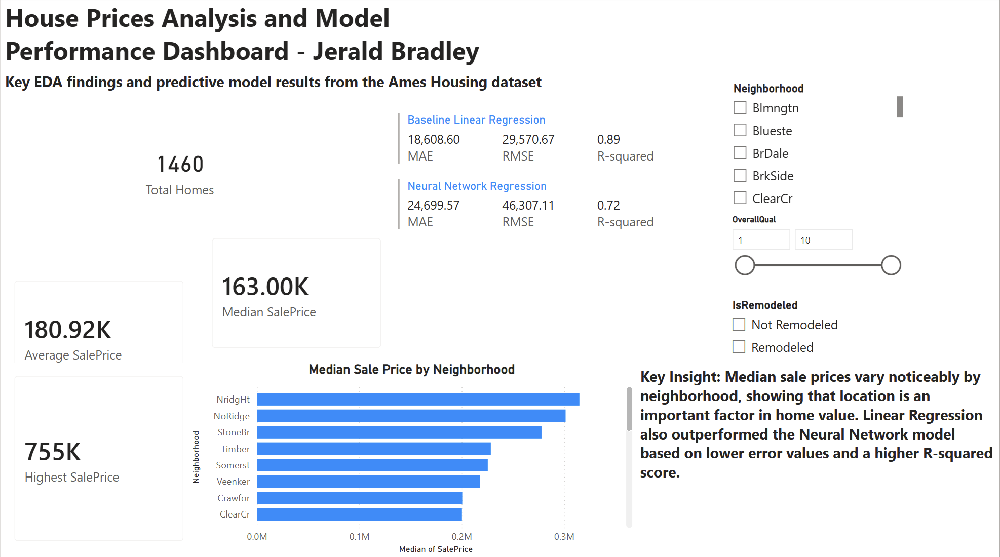 House Prices Analysis and Model
Performance Dashboard - Jerald Bradley
Key EDA findings and predictive model results from the Ames Housing dataset
1460
Total Homes
Baseline Linear Regression
18,608.60 29,570.67 0.89
MAE RMSE R-squared
Neural Network Regression
24,699.57 46,307.11 0.72
MAE RMSE R-squared
Neighborhood
Blmngtn
Blueste
BrDale
BrkSide
ClearCr
OverallQual
1 10
IsRemodeled
Not Remodeled
Remodeled
163.00K
Median SalePrice
180.92K
Average SalePrice
755K
Highest SalePrice
Median Sale Price by Neighborhood
Neighborhood
NridgHt
NoRidge
StoneBr
Timber
Somerst
Veenker
Crawfor
ClearCr
0.0M 0.1M 0.2M 0.3M
Median of SalePrice
Key Insight: Median sale prices vary noticeably by
neighborhood, showing that location is an
important factor in home value. Linear Regression
also outperformed the Neural Network model
based on lower error values and a higher R-squared
score.